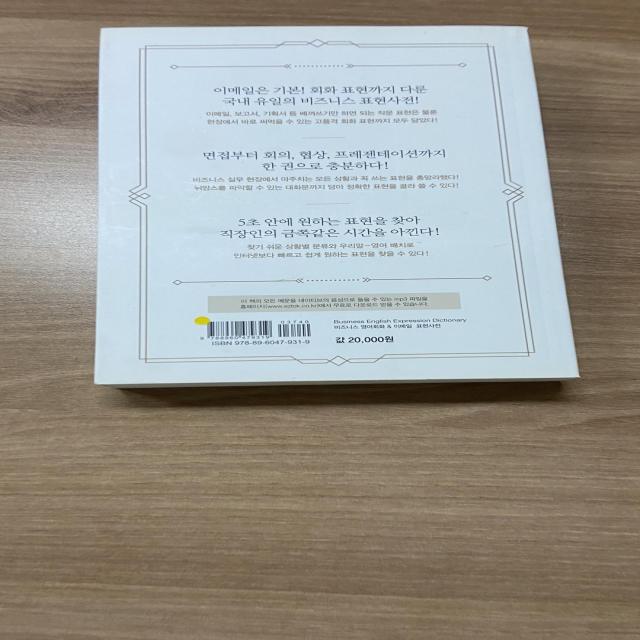 이메일은 기본! 회화 표현까지 다룬
국내 유일의 비즈니스 표현사전!
이메일, 보고서, 기획서 등 베껴쓰기만 하면 되는 작문 표현은 물론
현장에서 바로 써먹을 수 있는 고품격 회화 표현까지 모두 담았다!
면접부터 회의, 협상, 프레젠테이션까지
한 권으로 충분하다!
비즈니스 실무 현장에서 마주치는 모든 상황과 꼭 쓰는 표현을 총망라했다!
뉘앙스를 파악할 수 있는 대화문까지 담아 정확한 표현을 골라 쓸 수 있다!
5초 안에 원하는 표현을 찾아
직장인의 금쪽같은 시간을 아낀다!
찾기 쉬운 상황별 분류와 우리말-영어 배치로
인터넷보다 빠르고 쉽게 원하는 표현을 찾을 수 있다!
이 책의 모든 예문을 네이티브의 음성으로 들을 수 있는 mp3 파일을
홈페이지(www.eztok.co.kr)에서 무료로 다운로드 받을 수 있습니다.
03740
9 788960 479319
ISBN 978-89-6047-931-9
Business English Expression Dictionary
비즈니스 영어회화 & 이메일 표현사전
값 20,000원